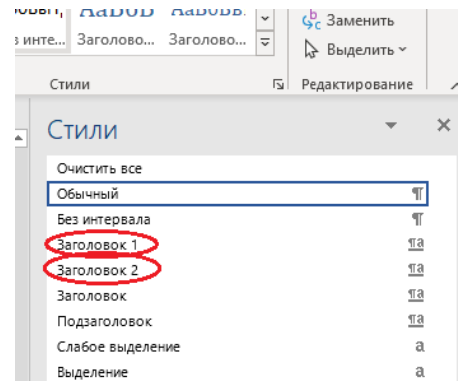 АаБбВ АаБбВв.
Заменить
з инте... Заголово... Заголово...
Выделить
Стили
Редактирование
Стили
Очистить все
Обычный
Без интервала
Заголовок 1
Заголовок 2
Заголовок
Подзаголовок
Слабое выделение
Выделение